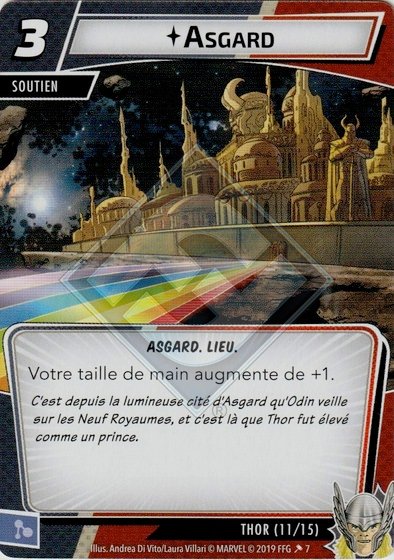 3
Asgard
SOUTIEN
ASGARD. LIEU.
Votre taille de main augmente de +1.
C'est depuis la lumineuse cité d'Asgard qu'Odin veille
sur les Neuf Royaumes, et c'est là que Thor fut élevé
comme un prince.
THOR (11/15)
Illus. Andrea Di Vito/Laura Villari © MARVEL © 2019 FFG 7